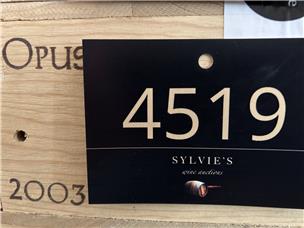 OPUS
4519
SYLVIE'S
wine auctions
2003